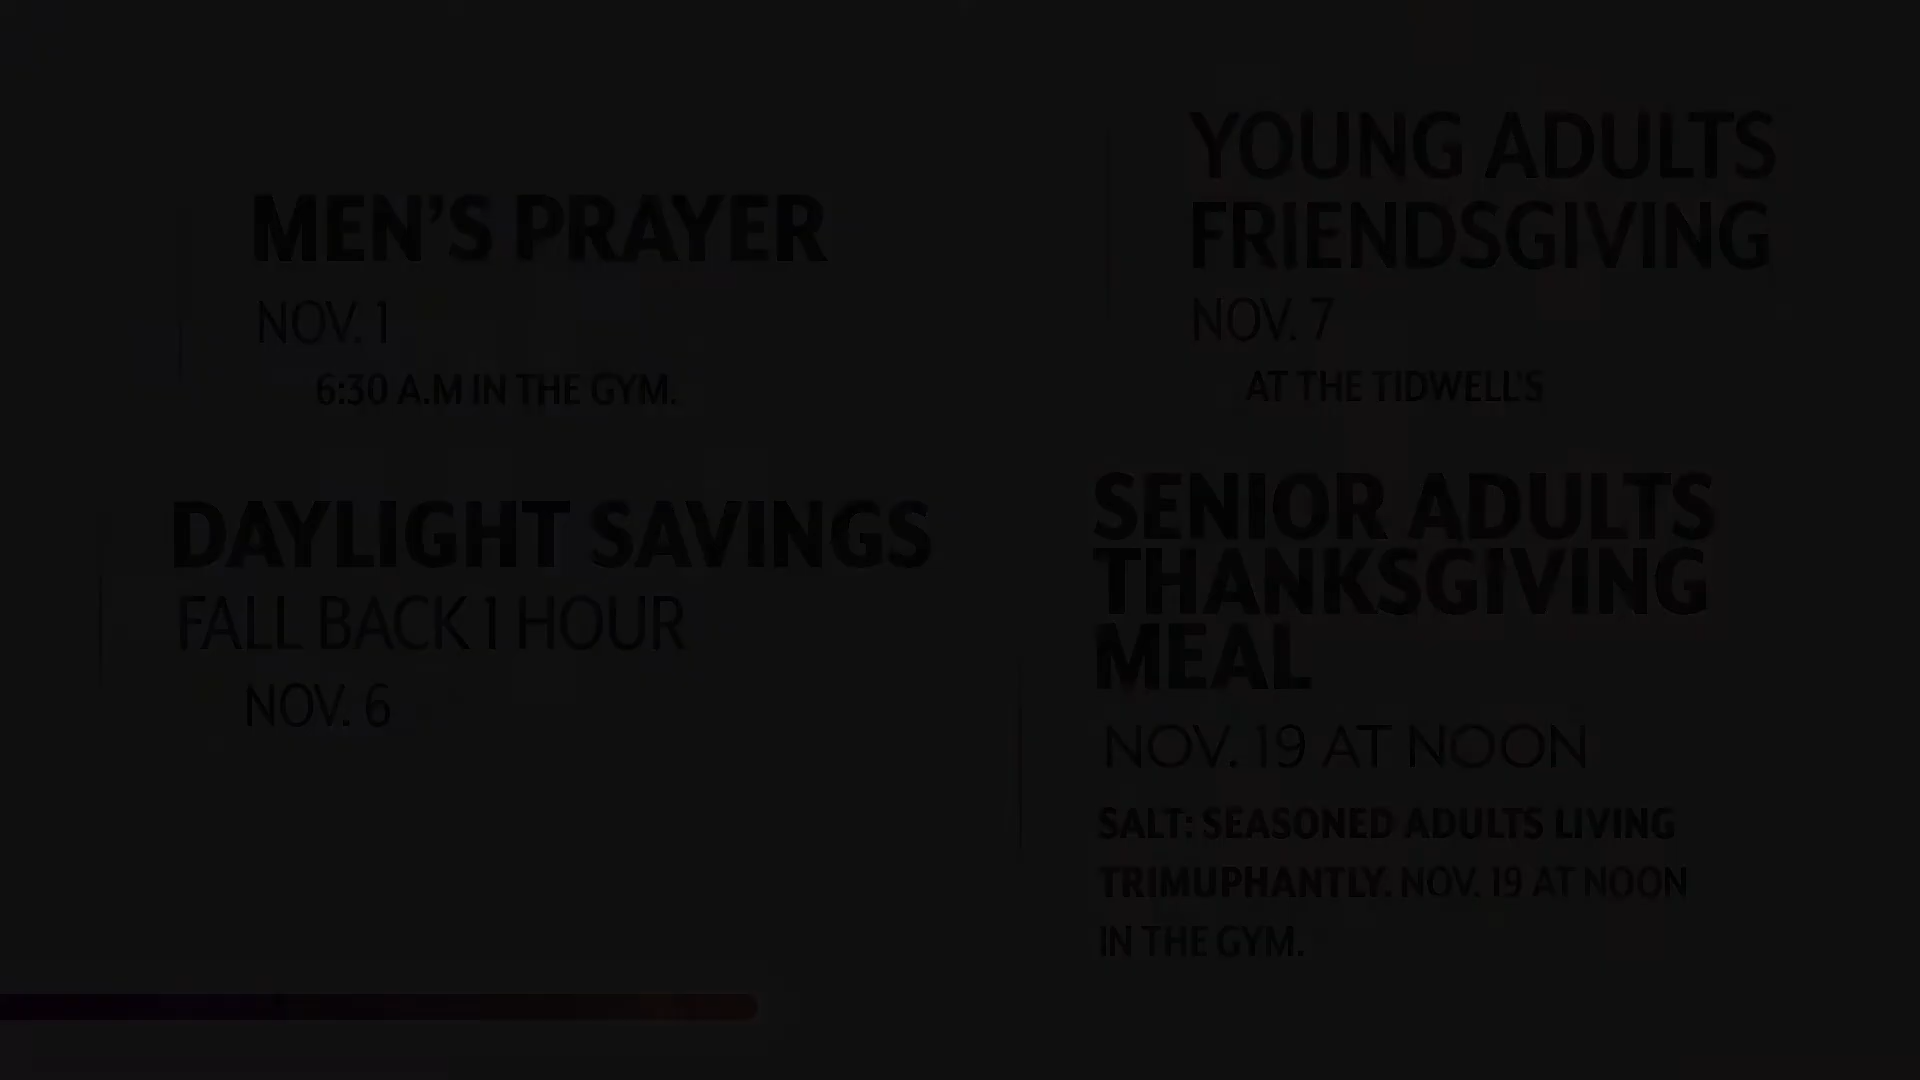 MEN'S PRAYER
NOV. 1
6:30 A.M IN THE GYM.
DAYLIGHT SAVINGS
FALL BACK 1 HOUR
NOV. 6
YOUNG ADULTS
FRIENDSGIVING
NOV. 7
AT THE TIDWELL'S
SENIOR ADULTS
THANKSGIVING
MEAL
NOV. 19 AT NOON
SALT: SEASONED ADULTS LIVING
TRIMUPHANTLY. NOV. 19 AT NOON
IN THE GYM.